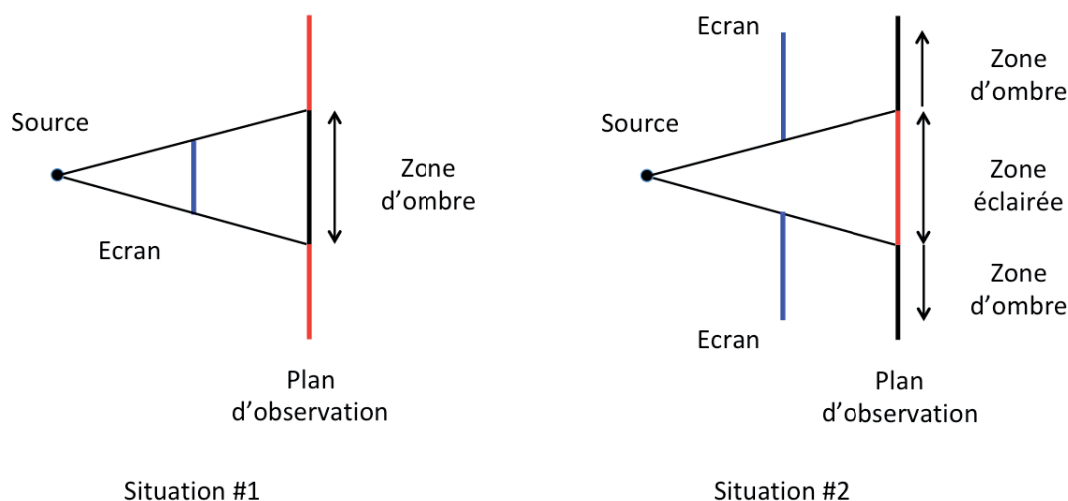 Source
Ecran
Zone
d'ombre
Plan
d'observation
Situation #1
Ecran
Source
Zone
d'ombre
Zone
éclairée
Zone
d'ombre
Ecran
Plan
d'observation
Situation #2